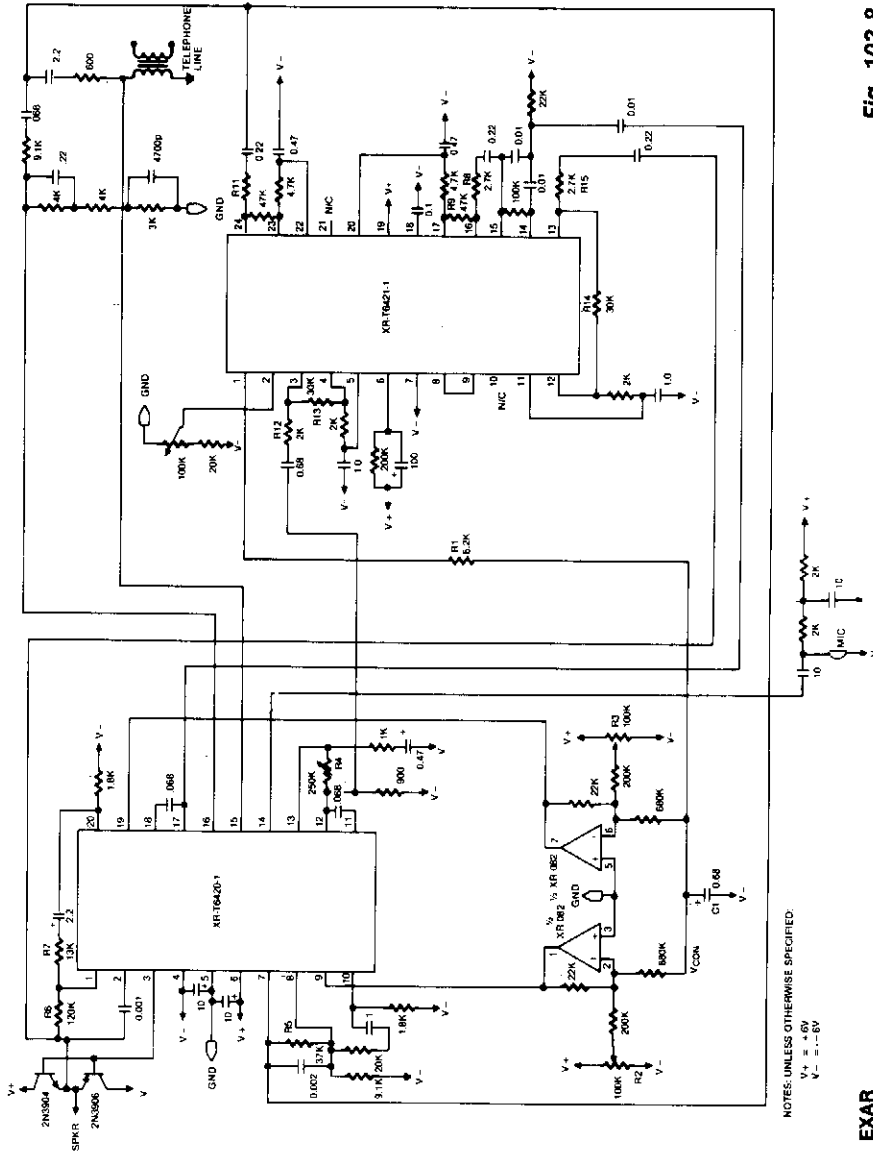 V+
2N3904
SPKR
2N3906
V
R6
120K
R7
13K
2.2
+
1.8K
V-
0.001
1
2
3
4
5
6
7
8
9
10
XR-T6420-1
20
19
18
17
16
15
14
13
12
11
V-
10
10
V+
GND
.068
.068
250K
R4
1K
0.47
V-
900
V-
R5
0.002
37K
20K
9.1K
V-
1
1.8K
V-
068
9.1K
.22
4K
4K
4700p
3K
GND
2.2
600
TELEPHONE
LINE
GND
100K
20K
V-
R12
2K
0.68
30K
R13
2K
1.0
V-
200K
100
V+
V-
1
2
3
4
5
6
7
8
9
10
11
12
N/C
XR-T6421-1
24
23
22
21
20
19
18
17
16
15
14
13
N/C
R11
0.22
47K
4.7K
0.47
V-
V+
V-
0.1
R9
4.7K
47K
0.47
V-
R8
2.7K
0.22
100K
0.01
0.01
22K
V-
2.7K
R15
0.01
0.22
R14
30K
2K
1.0
V-
R1
V+
100K
R2
V-
200K
22K
½
XR 082
1
2
3
GND
½ XR 082
7
5
6
22K
200K
V+
R3
100K
V-
680K
680K
VCON
C1
0.68
V-
10
MIC
2K
2K
10
V+
NOTES: UNLESS OTHERWISE SPECIFIED:
V+ = +6V
V- = -6V
EXAR
Fig. 102-8